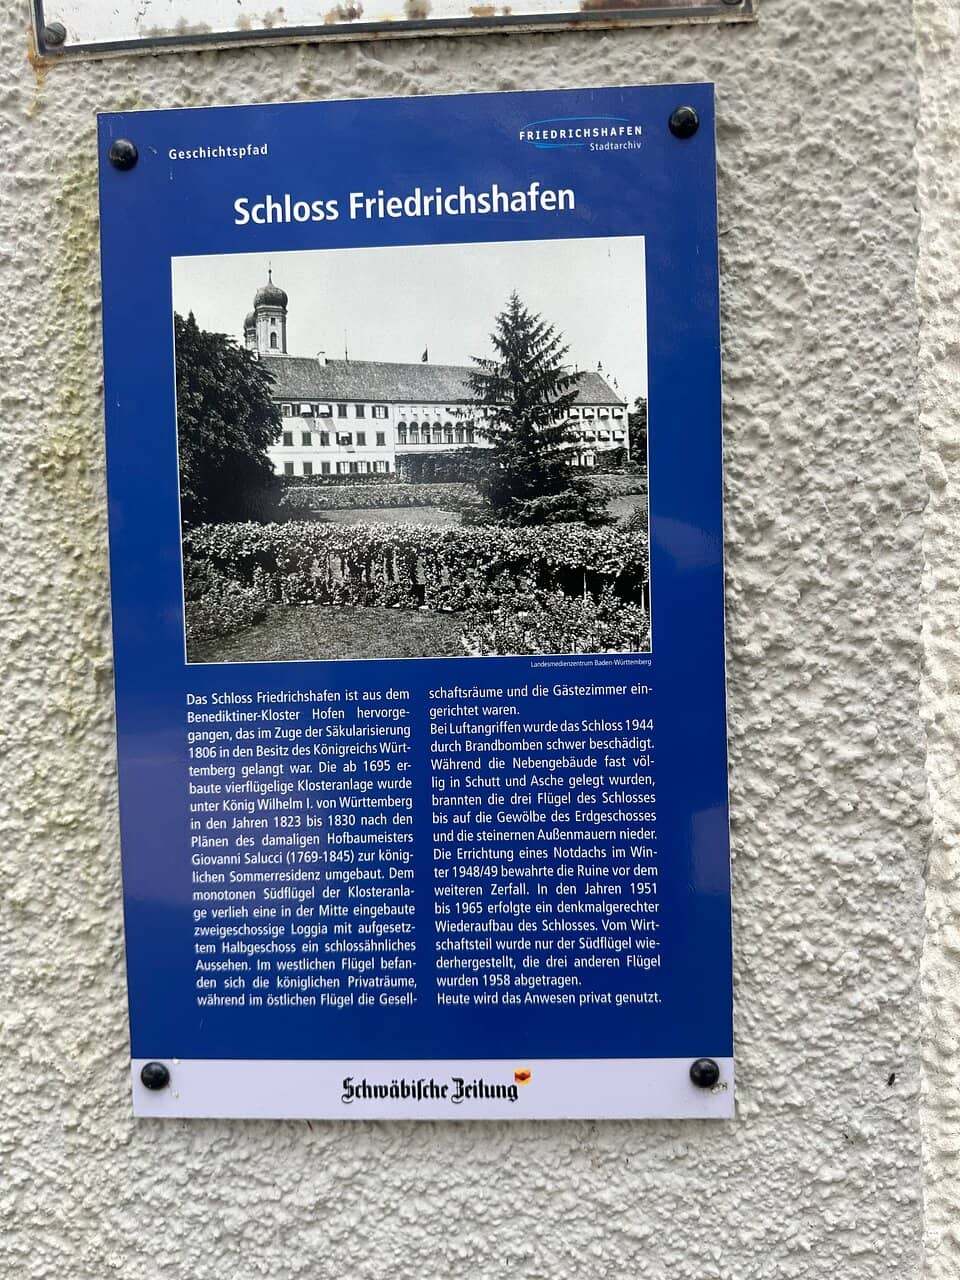 Geschichtspfad
FRIEDRICHSHAFEN
Stadtarchiv
Schloss Friedrichshafen
Landesmedienzentrum Baden-Württemberg
Das Schloss Friedrichshafen ist aus dem
Benediktiner-Kloster Hofen hervorge-
gangen, das im Zuge der Säkularisierung
1806 in den Besitz des Königreichs Würt-
temberg gelangt war. Die ab 1695 er-
baute vierflügelige Klosteranlage wurde
unter König Wilhelm I. von Württemberg
in den Jahren 1823 bis 1830 nach den
Plänen des damaligen Hofbaumeisters
Giovanni Salucci (1769-1845) zur könig-
lichen Sommerresidenz umgebaut. Dem
monotonen Südflügel der Klosteranla-
ge verlieh eine in der Mitte eingebaute
zweigeschossige Loggia mit aufgesetz-
tem Halbgeschoss ein schlossähnliches
Aussehen. Im westlichen Flügel befan-
den sich die königlichen Privaträume,
während im östlichen Flügel die Gesell-
schaftsräume und die Gästezimmer ein-
gerichtet waren.
Bei Luftangriffen wurde das Schloss 1944
durch Brandbomben schwer beschädigt.
Während die Nebengebäude fast völ-
lig in Schutt und Asche gelegt wurden,
brannten die drei Flügel des Schlosses
bis auf die Gewölbe des Erdgeschosses
und die steinernen Außenmauern nieder.
Die Errichtung eines Notdachs im Win-
ter 1948/49 bewahrte die Ruine vor dem
weiteren Zerfall. In den Jahren 1951
bis 1965 erfolgte ein denkmalgerechter
Wiederaufbau des Schlosses. Vom Wirt-
schaftsteil wurde nur der Südflügel wie-
derhergestellt, die drei anderen Flügel
wurden 1958 abgetragen.
Heute wird das Anwesen privat genutzt.
Schwäbische Zeitung